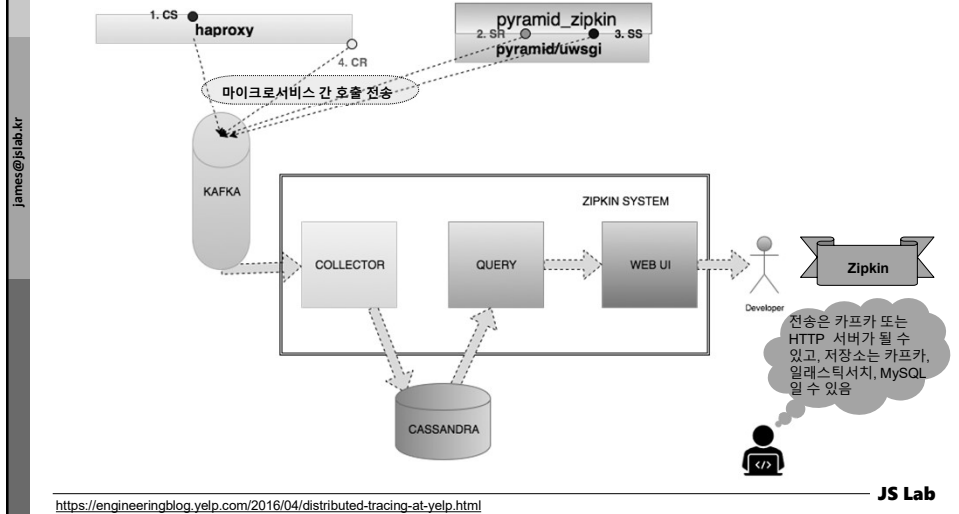 1. CS
haproxy
4. CR
pyramid_zipkin
2. SR
3. SS
pyramid/uwsgi
마이크로서비스 간 호출 전송
james@jslab.kr
KAFKA
ZIPKIN SYSTEM
COLLECTOR
QUERY
WEB UI
Developer
Zipkin
전송은 카프카 또는
HTTP 서버가 될 수
있고, 저장소는 카프카,
일래스틱서치, MySQL
일 수 있음
CASSANDRA
</>
JS Lab
https://engineeringblog.yelp.com/2016/04/distributed-tracing-at-yelp.html